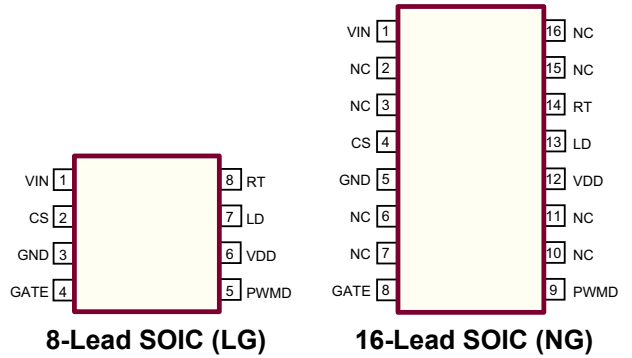 VIN 1
CS 2
GND 3
GATE 4
8 RT
7 LD
6 VDD
5 PWMD
8-Lead SOIC (LG)
VIN 1
NC 2
NC 3
CS 4
GND 5
NC 6
NC 7
GATE 8
16 NC
15 NC
14 RT
13 LD
12 VDD
11 NC
10 NC
9 PWMD
16-Lead SOIC (NG)